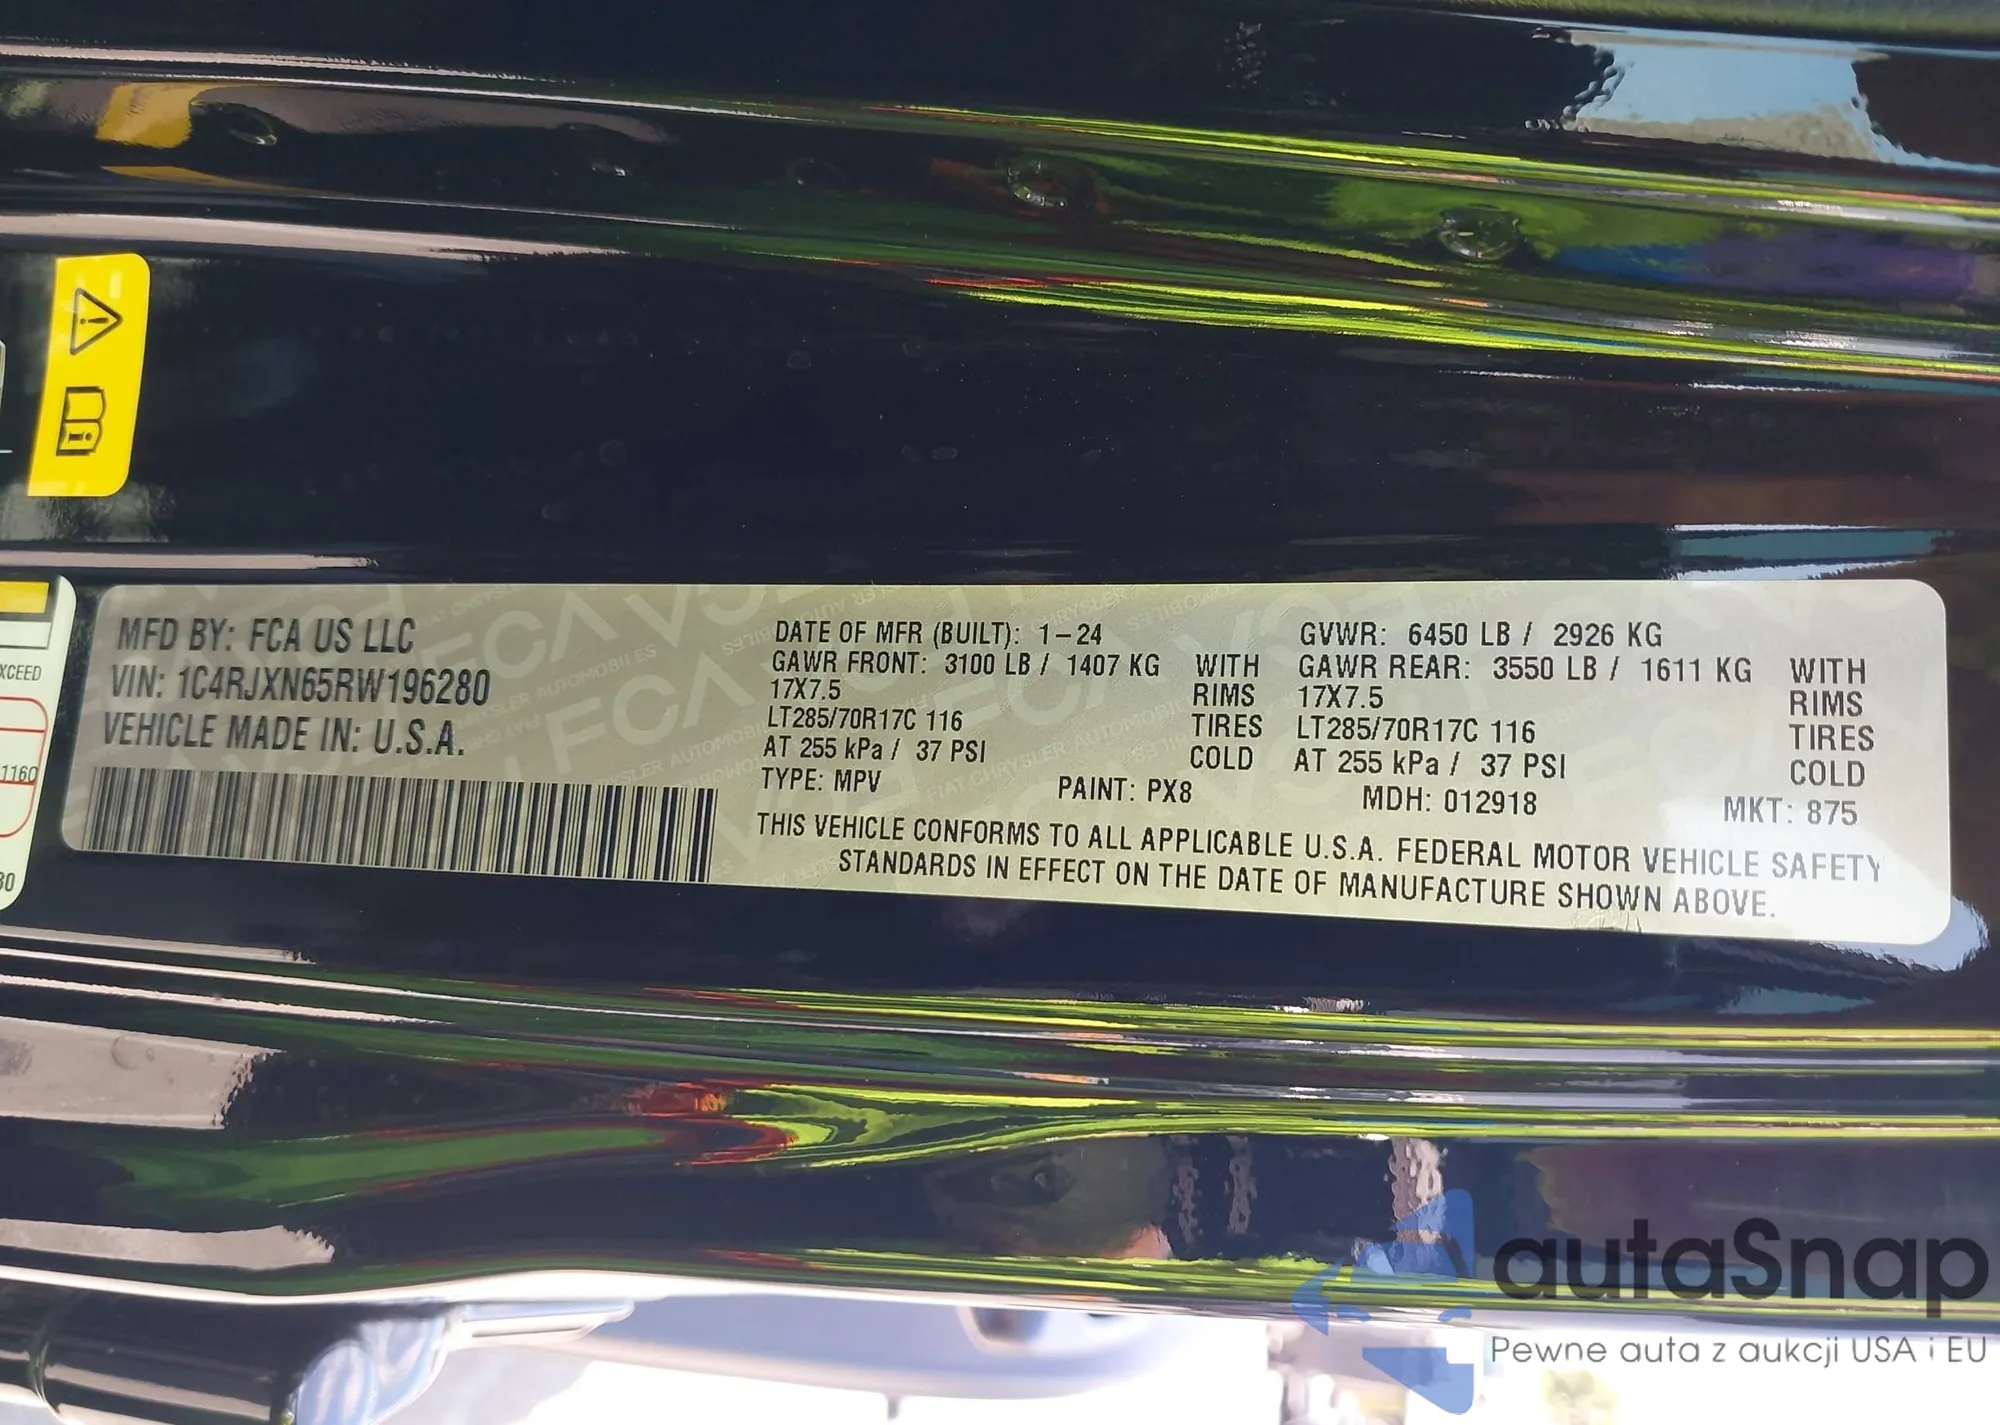 MFD BY: FCA US LLC
VIN: 1C4RJXN65RW196280
VEHICLE MADE IN: U.S.A.
DATE OF MFR (BUILT): 1-24 GVWR: 6450 LB / 2926 KG
GAWR FRONT: 3100 LB / 1407 KG WITH GAWR REAR: 3550 LB / 1611 KG WITH
17X7.5 RIMS 17X7.5 RIMS
LT285/70R17C 116 TIRES LT285/70R17C 116 TIRES
AT 255 kPa / 37 PSI COLD AT 255 kPa / 37 PSI COLD
TYPE: MPV PAINT: PX8 MDH: 012918 MKT: 875
THIS VEHICLE CONFORMS TO ALL APPLICABLE U.S.A. FEDERAL MOTOR VEHICLE SAFETY
STANDARDS IN EFFECT ON THE DATE OF MANUFACTURE SHOWN ABOVE.
XCEED
1160
30
autaSnap
Pewne auta z aukcji USA i EU